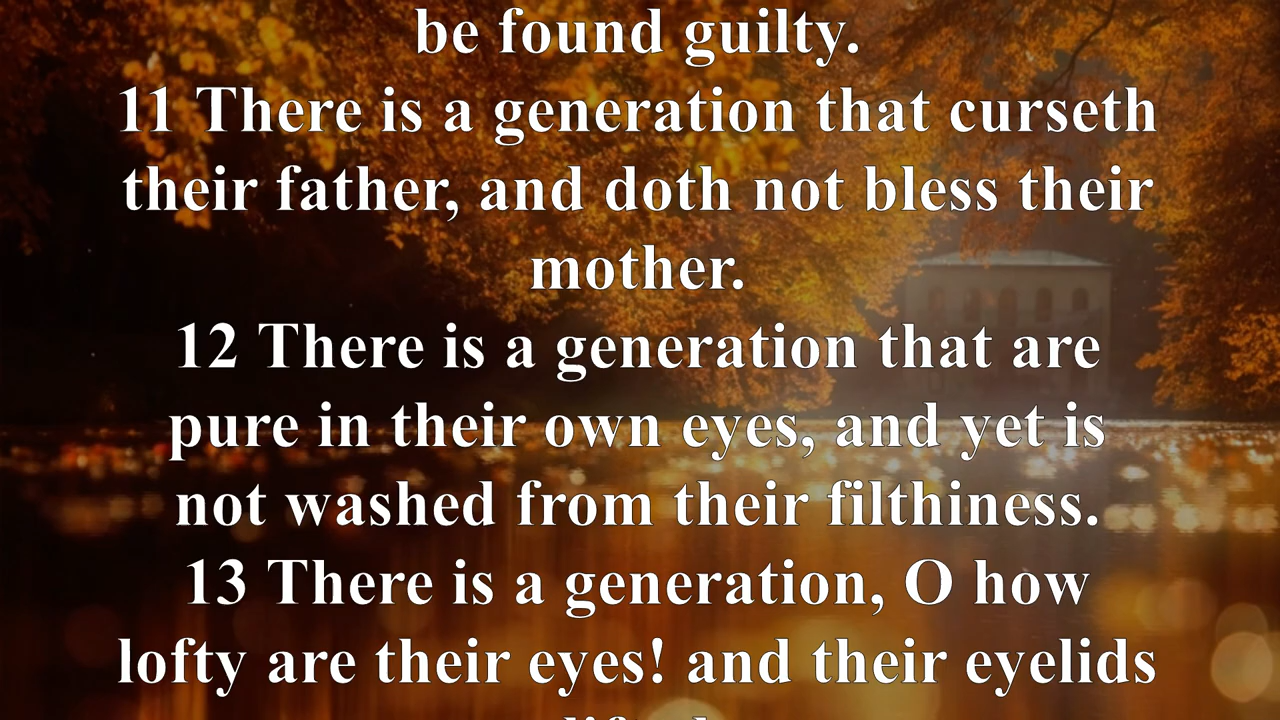 be found guilty.
11 There is a generation that curseth
their father, and doth not bless their
mother.
12 There is a generation that are
pure in their own eyes, and yet is
not washed from their filthiness.
13 There is a generation, O how
lofty are their eyes! and their eyelids